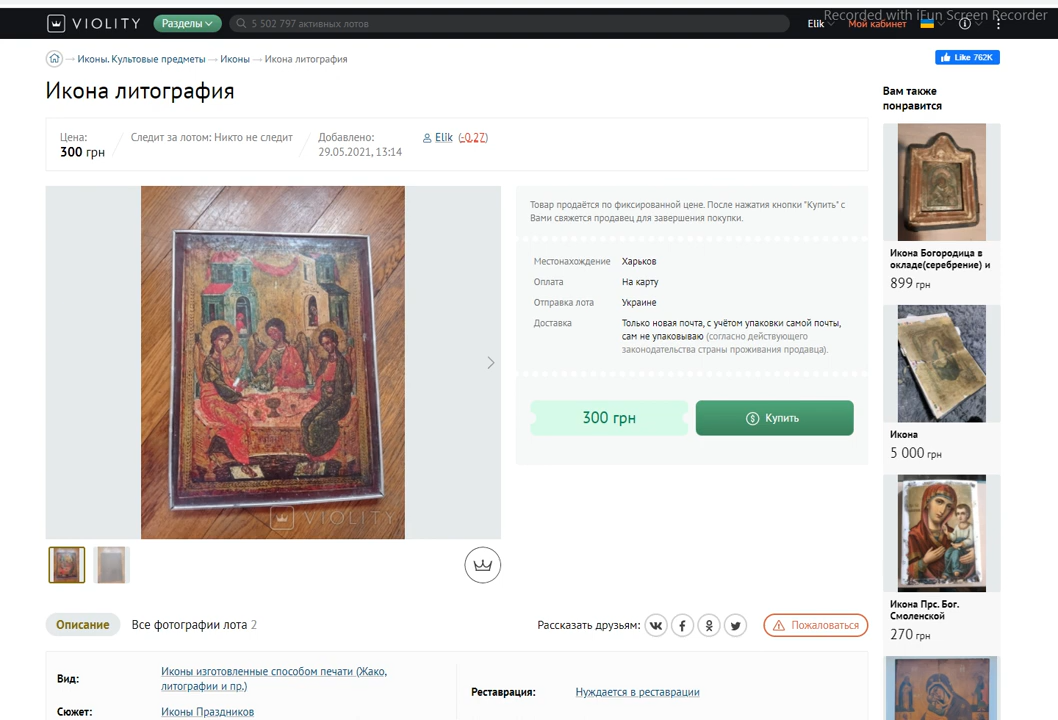 Recorded with iFun Screen Recorder
VIOLITY
Разделы
5 502 797 активных лотов
Elik
Мой кабинет
Иконы. Культовые предметы → Иконы → Икона литография
Like 762K
Икона литография
Вам также
понравится
Цена:
300 грн
Следит за лотом: Никто не следит
Добавлено:
29.05.2021, 13:14
Elik (-0,27)
Товар продаётся по фиксированной цене. После нажатия кнопки "Купить" с
Вами свяжется продавец для завершения покупки.
Местонахождение Харьков
Оплата На карту
Отправка лота Украине
Доставка Только новая почта, с учётом упаковки самой почты,
сам не упаковываю (согласно действующего
законодательства страны проживания продавца).
300 грн
Купить
VIOLITY
Икона Богородица в
окладе(серебрение) и
899 грн
Икона
5 000 грн
Икона Прс. Бог.
Смоленской
270 грн
Описание
Все фотографии лота 2
Рассказать друзьям:
Пожаловаться
Вид: Иконы изготовленные способом печати (Жако,
литографии и пр.)
Реставрация: Нуждается в реставрации
Сюжет: Иконы Праздников